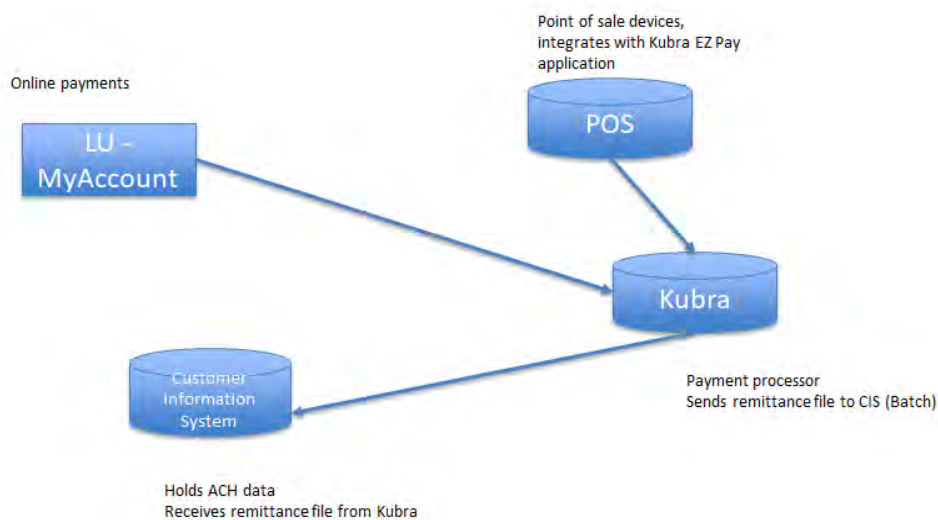 Point of sale devices,
integrates with Kubra EZ Pay
application
Online payments
POS
LU -
MyAccount
Kubra
Customer
Information
System
Payment processor
Sends remittance file to CIS (Batch)
Holds ACH data
Receives remittance file from Kubra